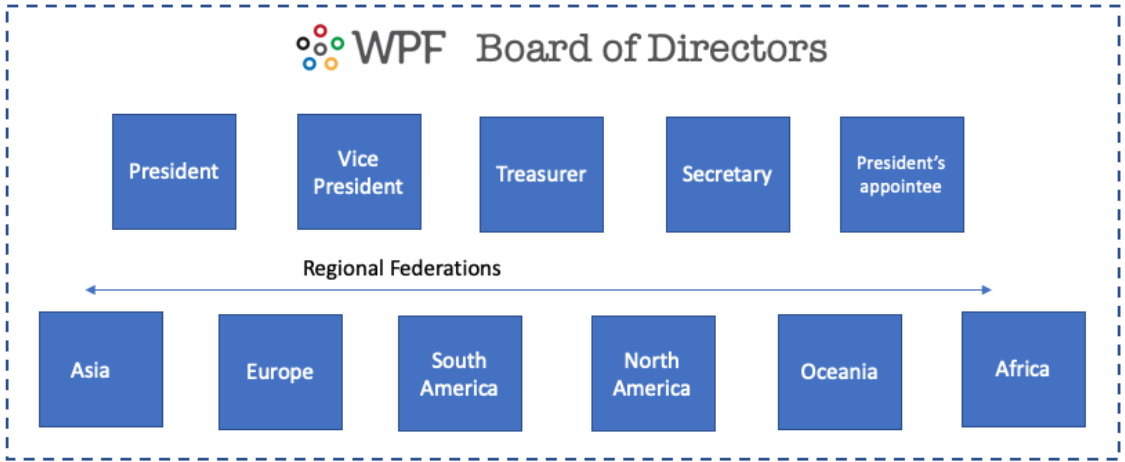 WPF Board of Directors
President
Vice
President
Treasurer
Secretary
President's
appointee
Regional Federations
Asia
Europe
South
America
North
America
Oceania
Africa